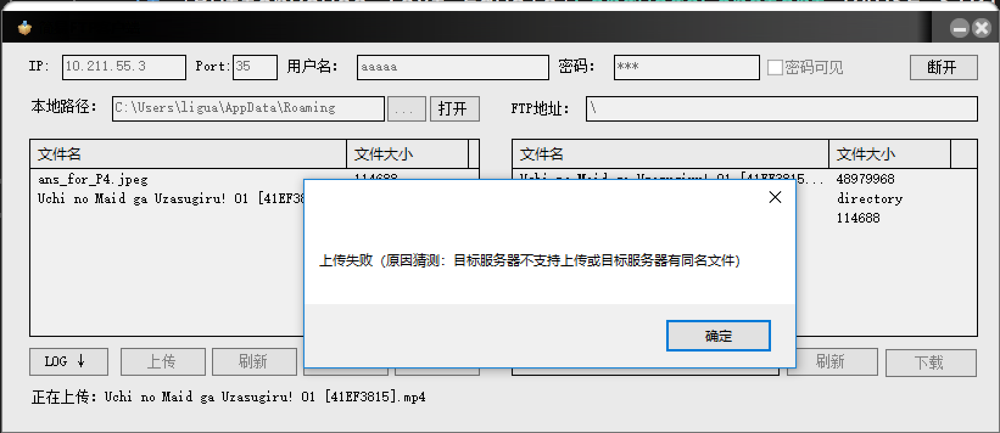 IP: 10.211.55.3 Port: 35 用户名: aaaaa 密码: *** 密码可见 断开
本地路径: C:\Users\ligua\AppData\Roaming ... 打开 FTP地址: \
文件名 文件大小 文件名 文件大小
ans_for_P4.jpeg 114688 Uchi no Maid ga Uzasugiru! 01 [41EF3815... 48979968
Uchi no Maid ga Uzasugiru! 01 [41EF38 directory
114688
上传失败（原因猜测：目标服务器不支持上传或目标服务器有同名文件）
确定
LOG ↓ 上传 刷新 刷新 下载
正在上传: Uchi no Maid ga Uzasugiru! 01 [41EF3815].mp4